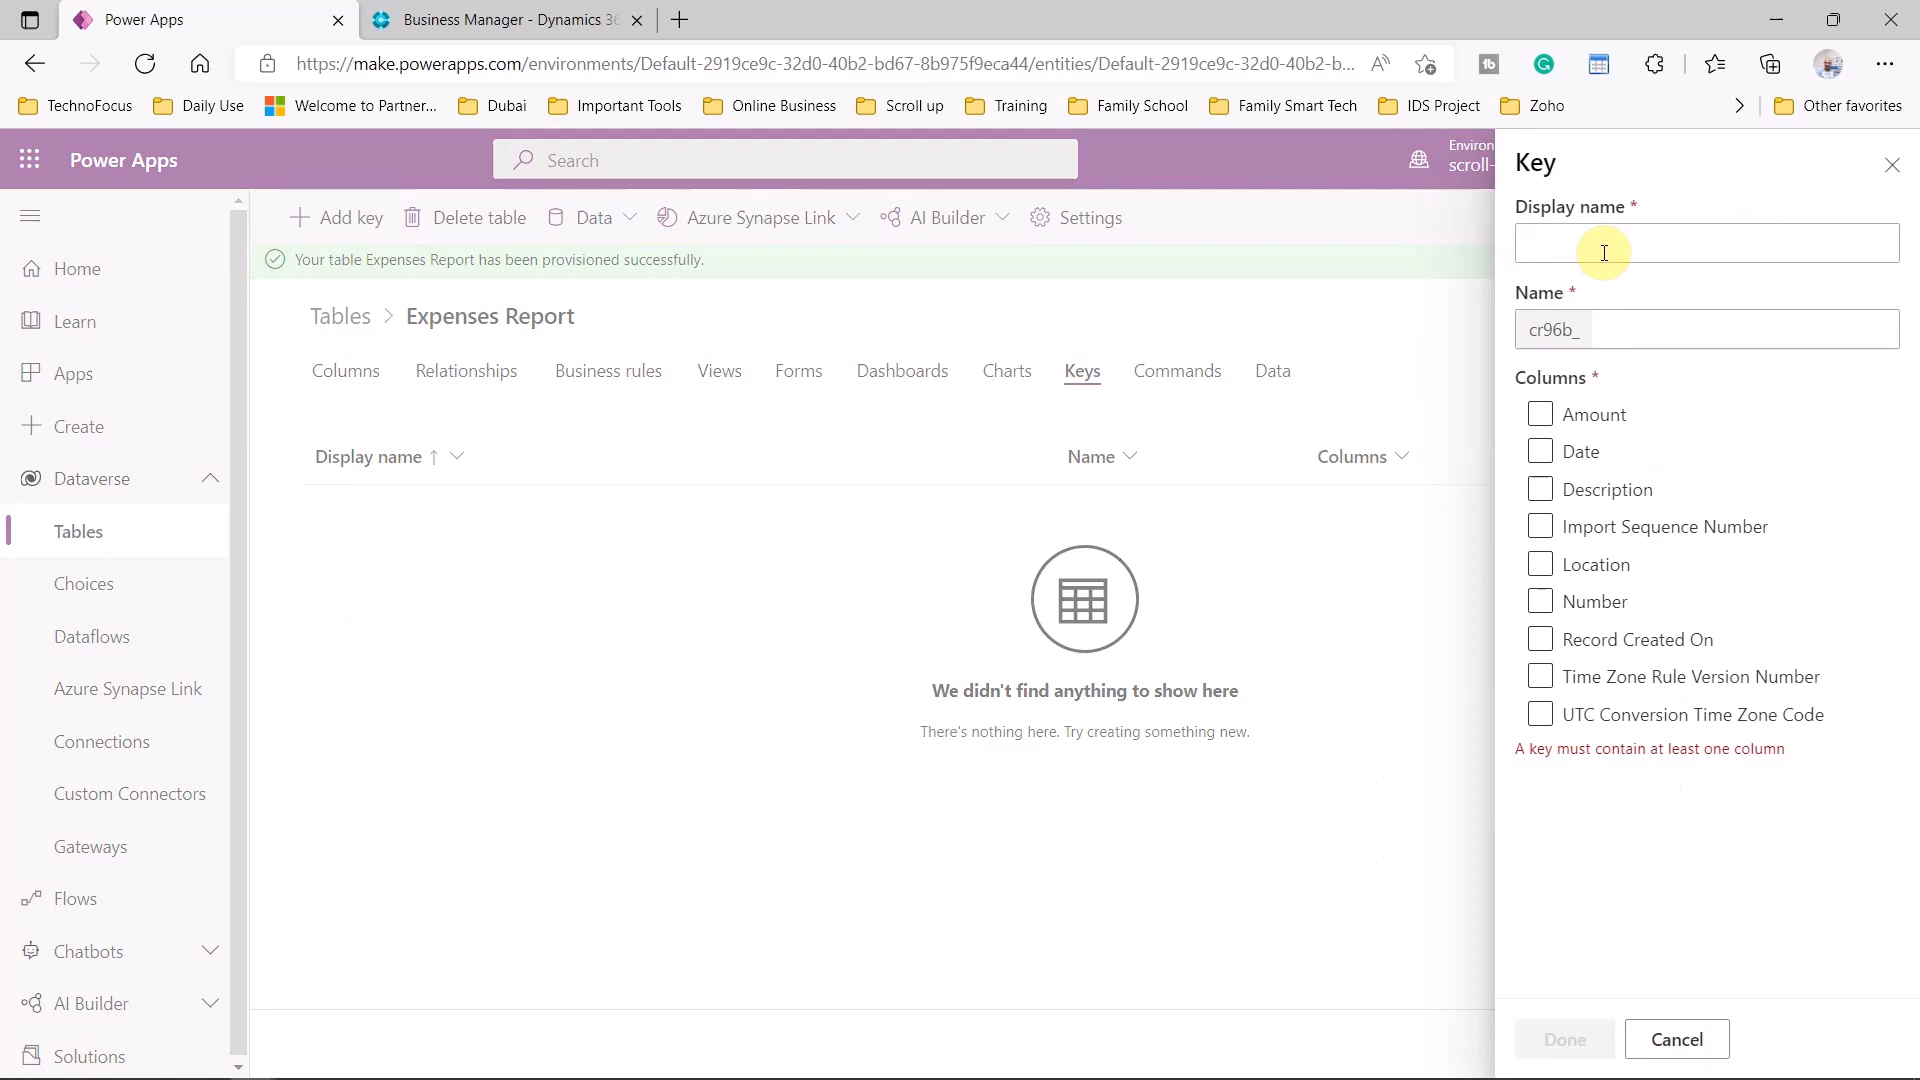 Power Apps
Business Manager - Dynamics 36
https://make.powerapps.com/environments/Default-2919ce9c-32d0-40b2-bd67-8b975f9eca44/entities/Default-2919ce9c-32d0-40b2-b...
TechnoFocus Daily Use Welcome to Partner... Dubai Important Tools Online Business Scroll up Training Family School Family Smart Tech IDS Project Zoho Other favorites
Power Apps
Search
Environ
scroll-
Add key Delete table Data Azure Synapse Link AI Builder Settings
Your table Expenses Report has been provisioned successfully.
Tables > Expenses Report
Columns Relationships Business rules Views Forms Dashboards Charts Keys Commands Data
Display name ↑ Name Columns
We didn't find anything to show here
There's nothing here. Try creating something new.
Home
Learn
Apps
Create
Dataverse
Tables
Choices
Dataflows
Azure Synapse Link
Connections
Custom Connectors
Gateways
Flows
Chatbots
AI Builder
Solutions
Key
Display name *
Name *
cr96b_
Columns *
Amount
Date
Description
Import Sequence Number
Location
Number
Record Created On
Time Zone Rule Version Number
UTC Conversion Time Zone Code
A key must contain at least one column
Done Cancel